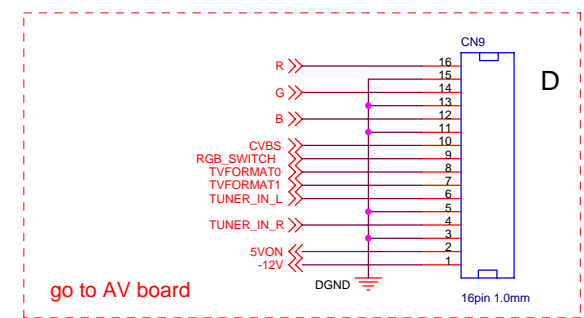 CN9
R 16
15
D
G 14
13
B 12
11
CVBS 10
RGB_SWITCH 9
TVFORMAT0 8
TVFORMAT1 7
TUNER_IN_L 6
5
TUNER_IN_R 4
3
5VON 2
-12V 1
DGND
go to AV board
16pin 1.0mm